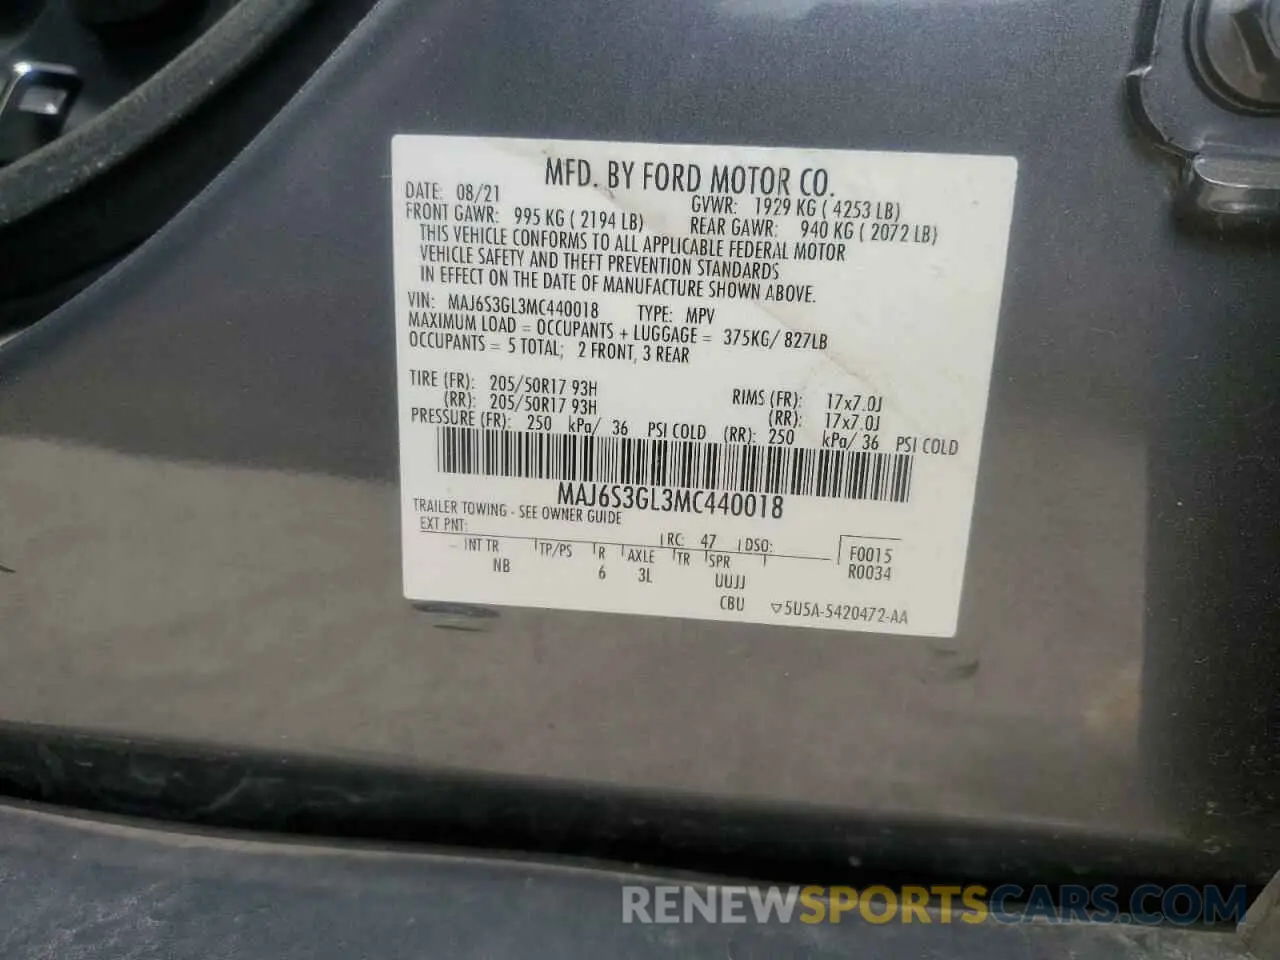 MFD. BY FORD MOTOR CO.
DATE: 08/21 GVWR: 1929 KG ( 4253 LB)
FRONT GAWR: 995 KG ( 2194 LB) REAR GAWR: 940 KG ( 2072 LB)
THIS VEHICLE CONFORMS TO ALL APPLICABLE FEDERAL MOTOR
VEHICLE SAFETY AND THEFT PREVENTION STANDARDS
IN EFFECT ON THE DATE OF MANUFACTURE SHOWN ABOVE.
VIN: MAJ6S3GL3MC440018 TYPE: MPV
MAXIMUM LOAD = OCCUPANTS + LUGGAGE = 375KG/ 827LB
OCCUPANTS = 5 TOTAL; 2 FRONT, 3 REAR
TIRE (FR): 205/50R17 93H RIMS (FR): 17x7.0J
(RR): 205/50R17 93H (RR): 17x7.0J
PRESSURE (FR): 250 kPa/ 36 PSI COLD (RR): 250 kPa/ 36 PSI COLD
MAJ6S3GL3MC440018
TRAILER TOWING - SEE OWNER GUIDE
EXT PNT: RC: 47 DSO: F0015
INT TR TP/PS R AXLE TR SPR R0034
NB 6 3L UUJJ
CBU 5U5A-5420472-AA
RENEWSPORTSCARS.COM